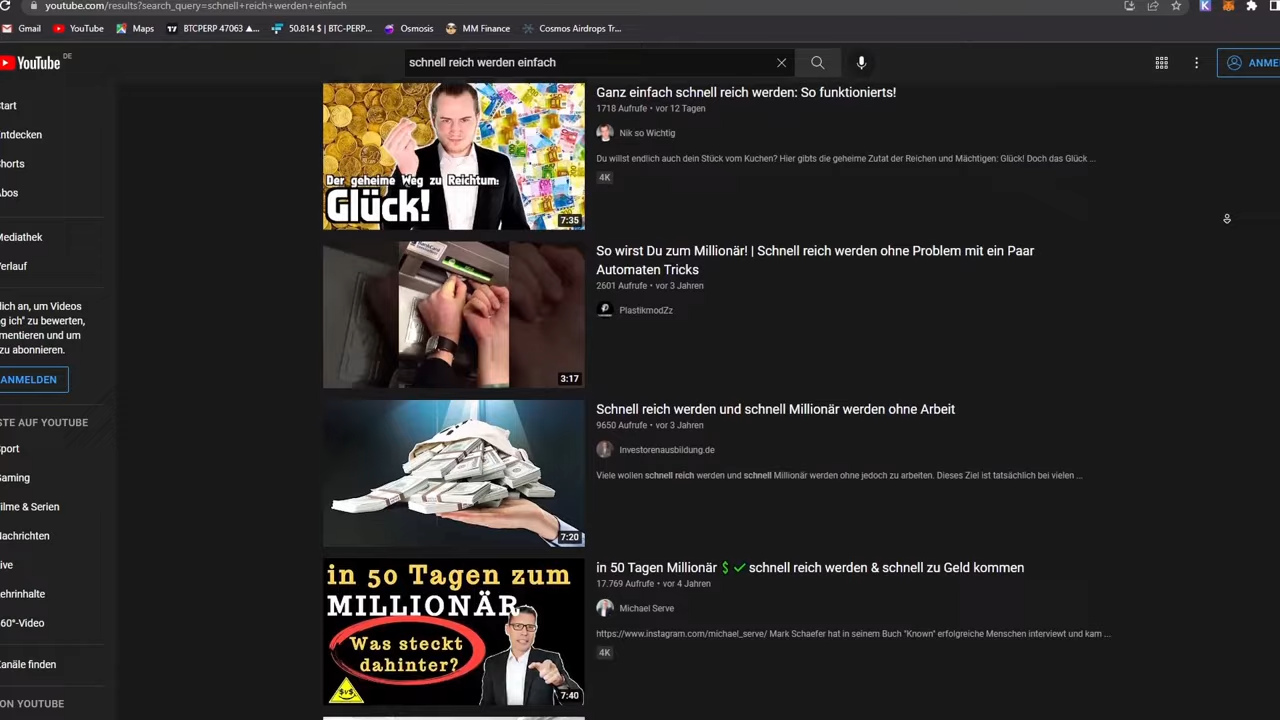 youtube.com/results?search_query=schnell+reich+werden+einfach
Gmail
YouTube
Maps
BTCPERP 47063 ▲...
50.814 $ | BTC-PERP...
Osmosis
MM Finance
Cosmos Airdrops Tr...
YouTube DE
schnell reich werden einfach
ANME
tart
ntdecken
horts
bos
Mediathek
erlauf
lich an, um Videos
g ich" zu bewerten,
mentieren und um
zu abonnieren.
ANMELDEN
STE AUF YOUTUBE
port
aming
ilme & Serien
achrichten
ive
ehrinhalte
60°-Video
Kanäle finden
ON YOUTUBE
Der geheime Weg zu Reichtum:
Glück!
7:35
Ganz einfach schnell reich werden: So funktionierts!
1718 Aufrufe • vor 12 Tagen
Nik so Wichtig
Du willst endlich auch dein Stück vom Kuchen? Hier gibts die geheime Zutat der Reichen und Mächtigen: Glück! Doch das Glück ...
4K
3:17
So wirst Du zum Millionär! | Schnell reich werden ohne Problem mit ein Paar
Automaten Tricks
2601 Aufrufe • vor 3 Jahren
PlastikmodZz
7:20
Schnell reich werden und schnell Millionär werden ohne Arbeit
9650 Aufrufe • vor 3 Jahren
Investorenausbildung.de
Viele wollen schnell reich werden und schnell Millionär werden ohne jedoch zu arbeiten. Dieses Ziel ist tatsächlich bei vielen ...
in 50 Tagen zum
MILLIONÄR
Was steckt
dahinter?
$v$
7:40
in 50 Tagen Millionär $ ✓ schnell reich werden & schnell zu Geld kommen
17.769 Aufrufe • vor 4 Jahren
Michael Serve
https://www.instagram.com/michael_serve/ Mark Schaefer hat in seinem Buch "Known" erfolgreiche Menschen interviewt und kam ...
4K